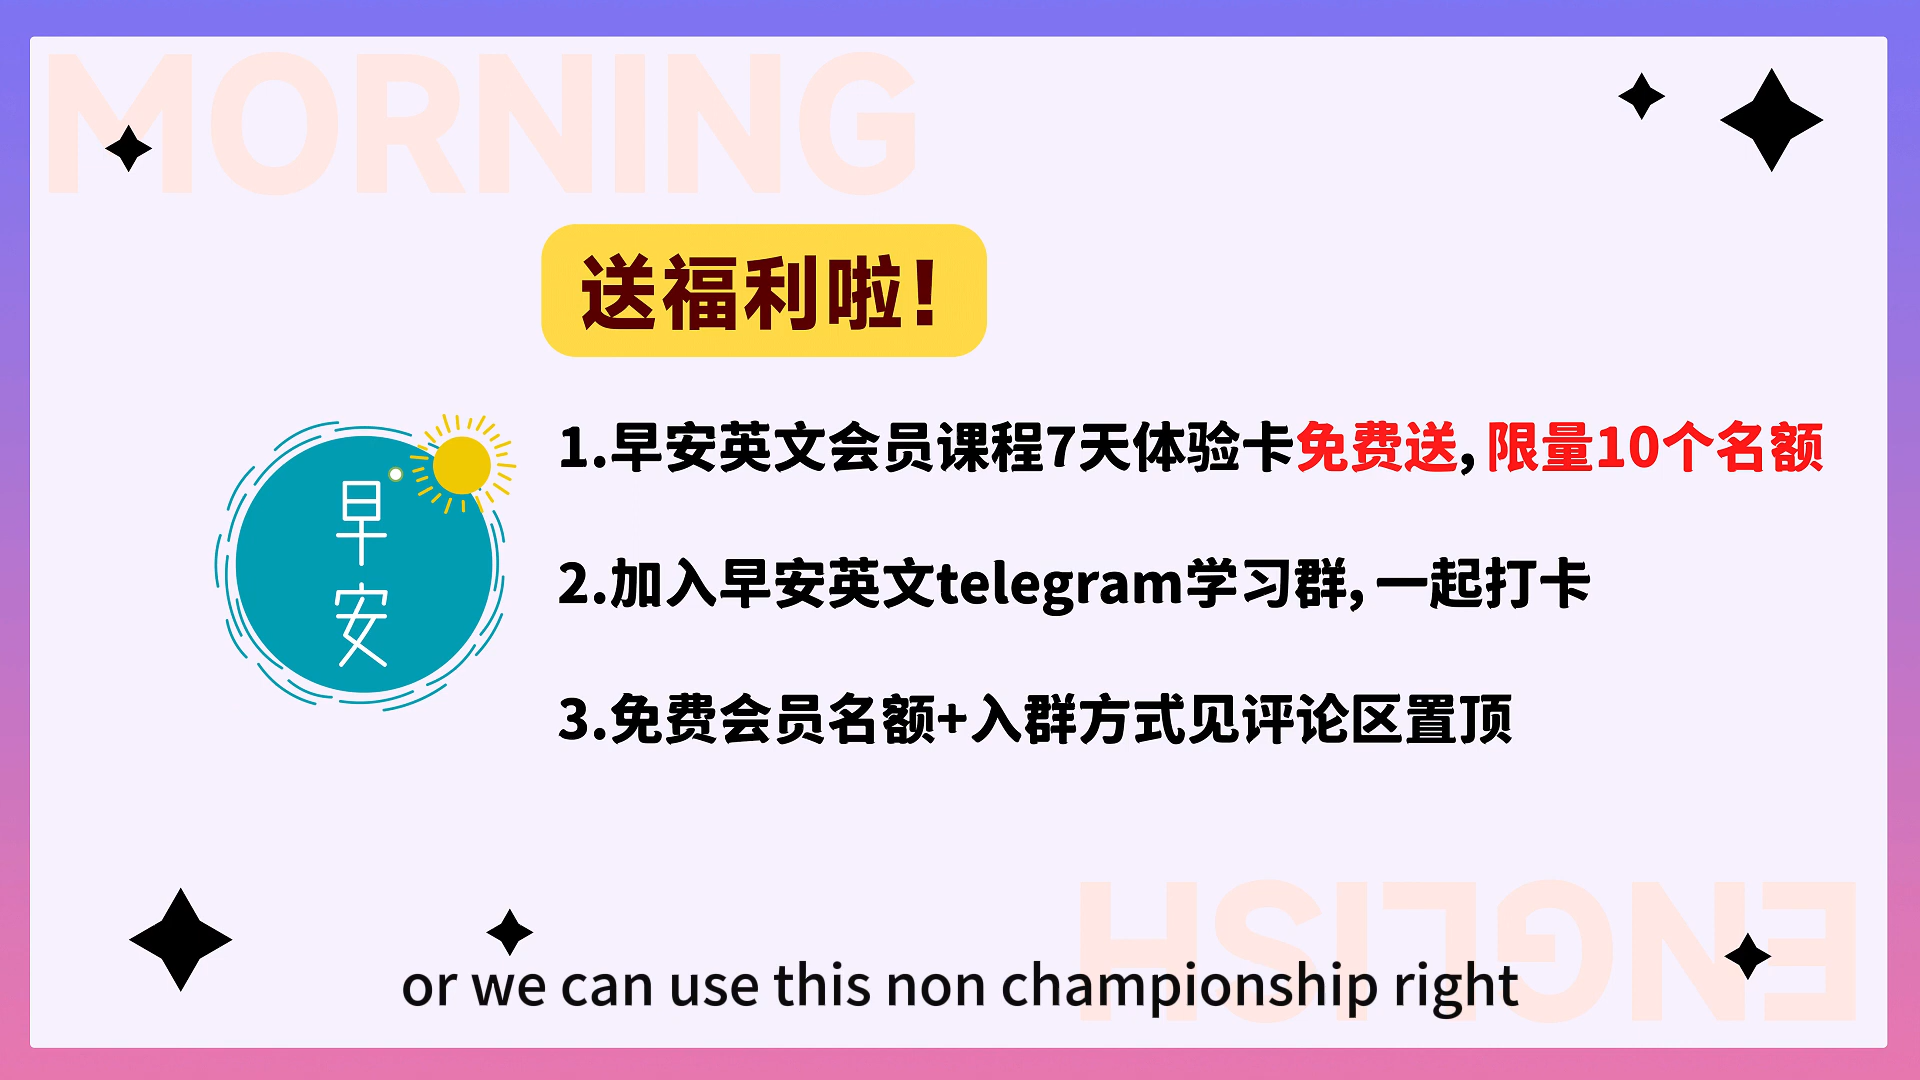 MORNING
送福利啦!
1.早安英文会员课程7天体验卡免费送,限量10个名额
早安
2.加入早安英文telegram学习群,一起打卡
3.免费会员名额+入群方式见评论区置顶
ENGLISH
or we can use this non championship right